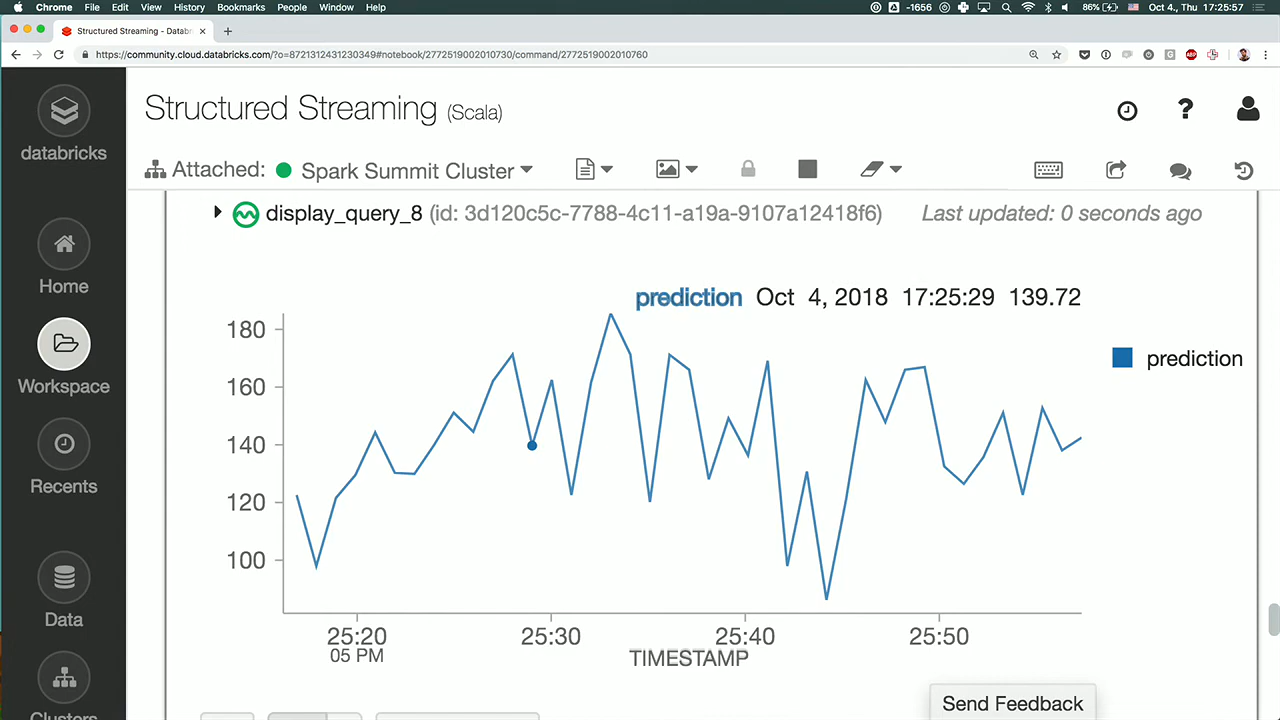 Chrome File Edit View History Bookmarks People Window Help -1656 86% Oct 4, Thu 17:25:57
Structured Streaming - Datab
https://community.cloud.databricks.com/?o=8721312431230349#notebook/2772519002010730/command/2772519002010760
databricks
Home
Workspace
Recents
Data
Clusters
Structured Streaming (Scala)
Attached: Spark Summit Cluster
display_query_8 (id: 3d120c5c-7788-4c11-a19a-9107a12418f6) Last updated: 0 seconds ago
prediction Oct 4, 2018 17:25:29 139.72
prediction
180
160
140
120
100
25:20 25:30 25:40 25:50
05 PM
TIMESTAMP
Send Feedback